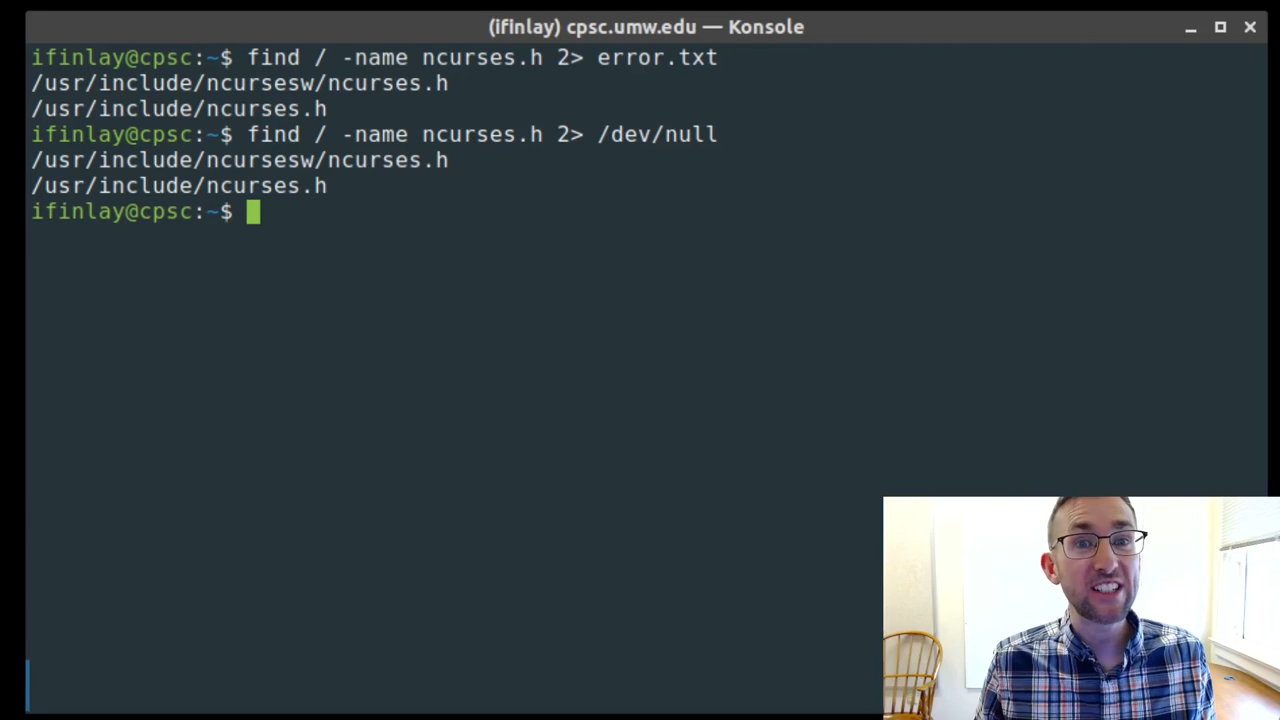 (ifinlay) cpsc.umw.edu — Konsole
ifinlay@cpsc:~$ find / -name ncurses.h 2> error.txt
/usr/include/ncursesw/ncurses.h
/usr/include/ncurses.h
ifinlay@cpsc:~$ find / -name ncurses.h 2> /dev/null
/usr/include/ncursesw/ncurses.h
/usr/include/ncurses.h
ifinlay@cpsc:~$